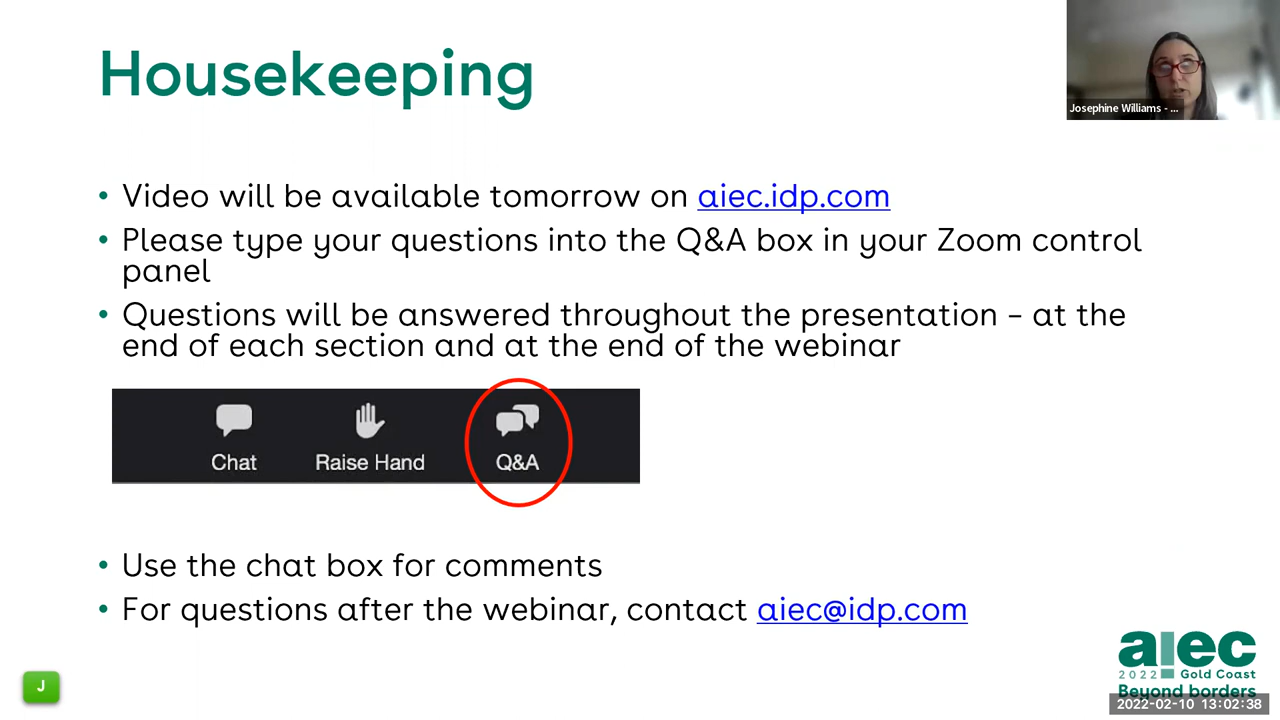 Housekeeping
Josephine Williams - ...
• Video will be available tomorrow on aiec.idp.com
• Please type your questions into the Q&A box in your Zoom control
panel
• Questions will be answered throughout the presentation – at the
end of each section and at the end of the webinar
Chat Raise Hand Q&A
• Use the chat box for comments
• For questions after the webinar, contact aiec@idp.com
aiec
2022 Gold Coast
Beyond borders
J
2022-02-10 13:02:38